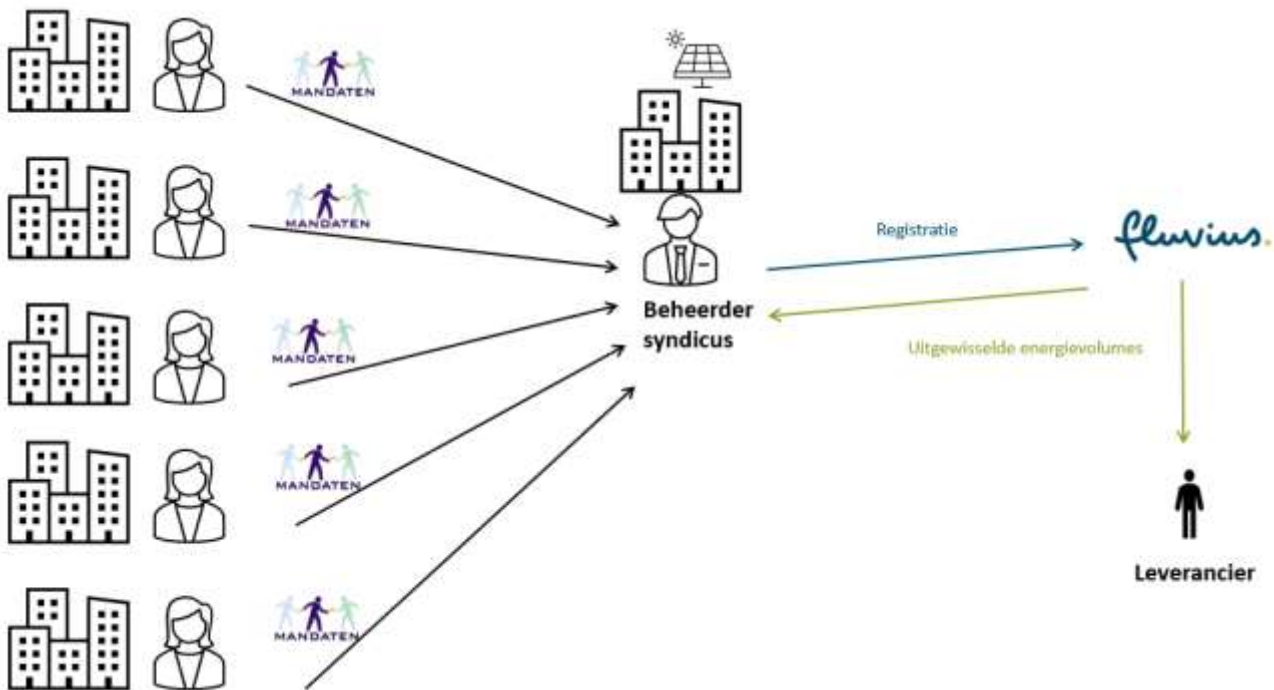 MANDATEN
MANDATEN
Registratie
fluvius.
Beheerder
syndicus
MANDATEN
Uitgewisselde energievolumes
MANDATEN
Leverancier
MANDATEN